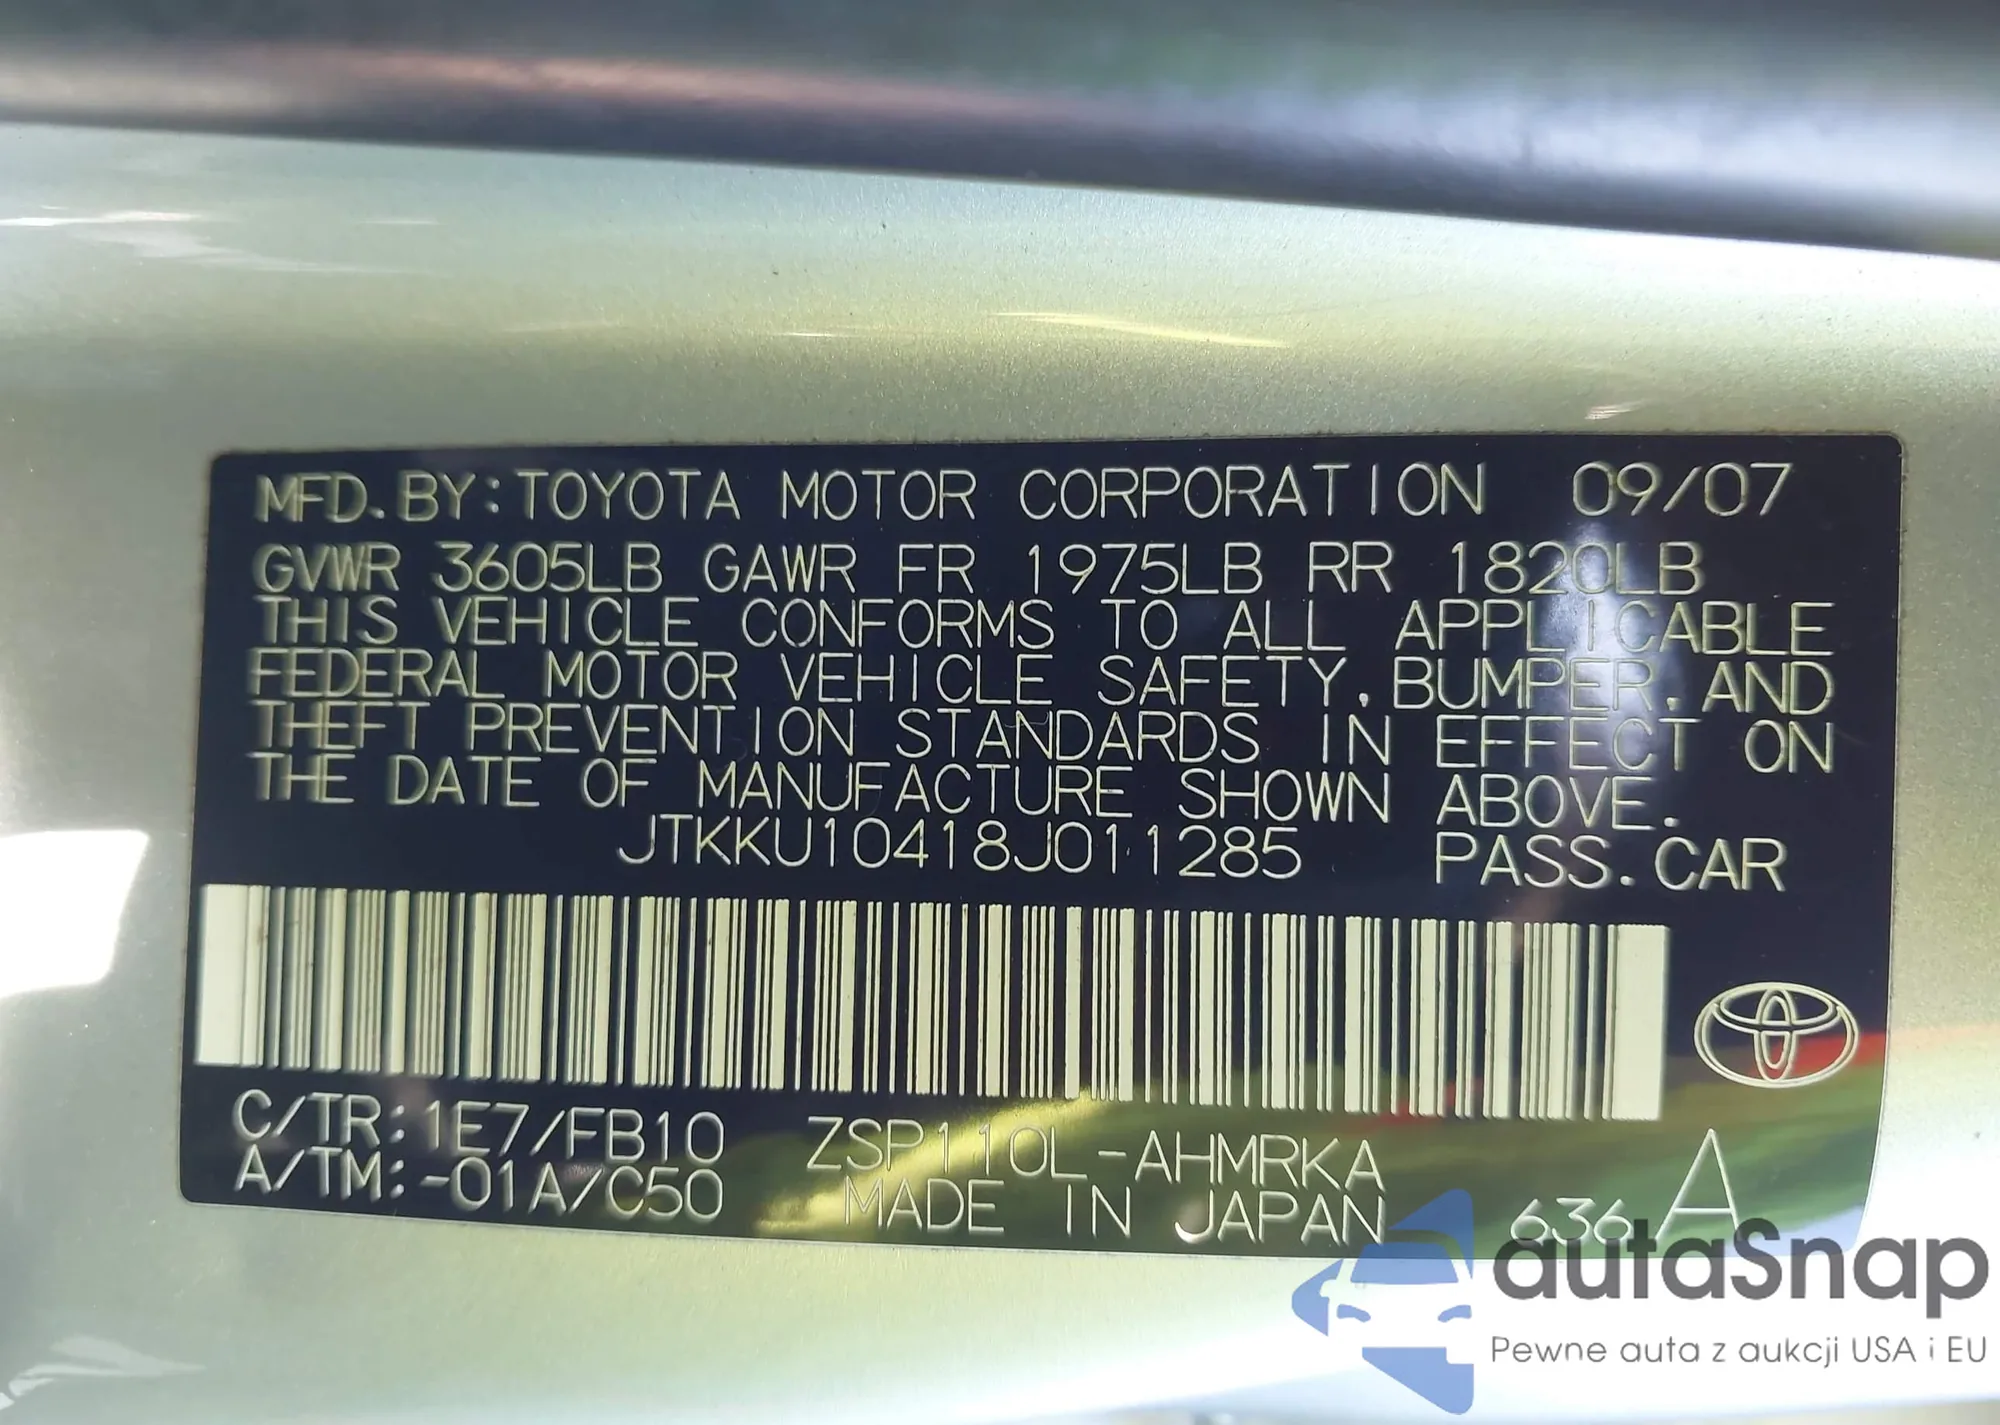 MFD. BY: TOYOTA MOTOR CORPORATION 09/07
GVWR 3605LB GAWR FR 1975LB RR 1820LB
THIS VEHICLE CONFORMS TO ALL APPLICABLE
FEDERAL MOTOR VEHICLE SAFETY, BUMPER, AND
THEFT PREVENTION STANDARDS IN EFFECT ON
THE DATE OF MANUFACTURE SHOWN ABOVE.
JTKKU10418J011285 PASS. CAR
C/TR: 1E7/FB10 ZSP110L-AHMRKA
A/TM: -01A/C50 MADE IN JAPAN 636 A
autaSnap
Pewne auta z aukcji USA i EU